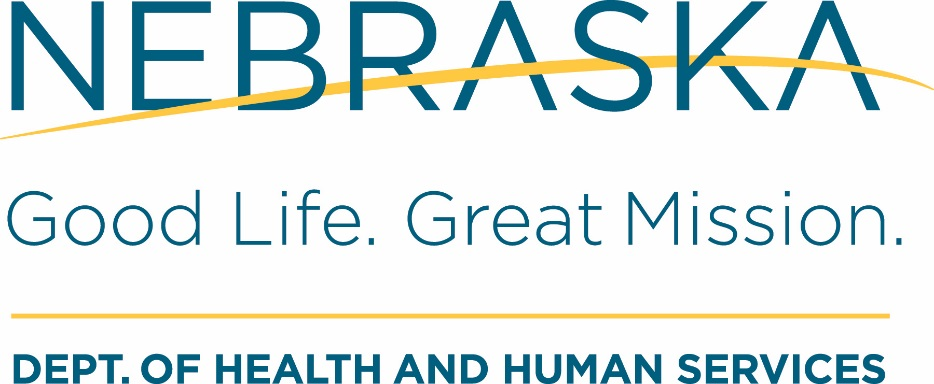 NEBRASKA
Good Life. Great Mission.
DEPT. OF HEALTH AND HUMAN SERVICES